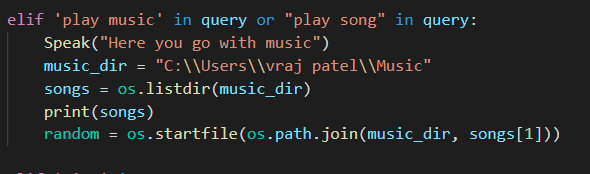 elif 'play music' in query or "play song" in query:
    Speak("Here you go with music")
    music_dir = "C:\\Users\\vraj patel\\Music"
    songs = os.listdir(music_dir)
    print(songs)
    random = os.startfile(os.path.join(music_dir, songs[1]))